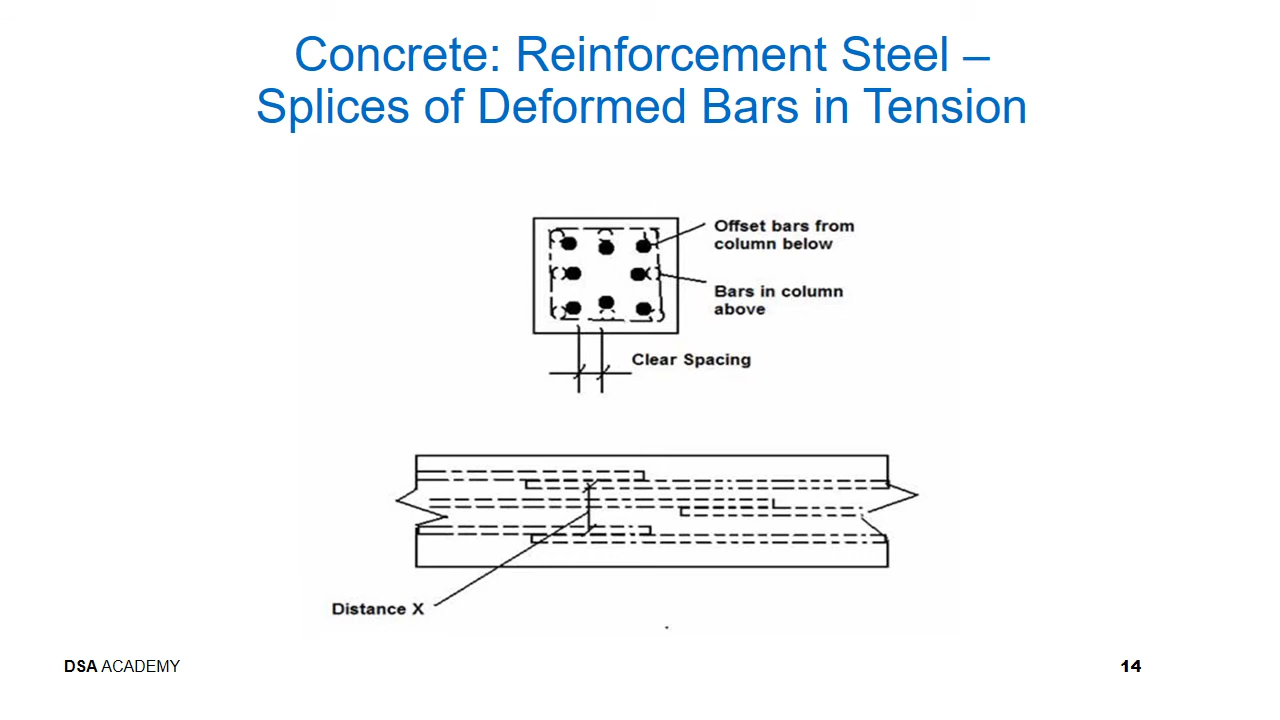 Concrete: Reinforcement Steel –
Splices of Deformed Bars in Tension
Offset bars from
column below
Bars in column
above
Clear Spacing
Distance X
DSA ACADEMY
14